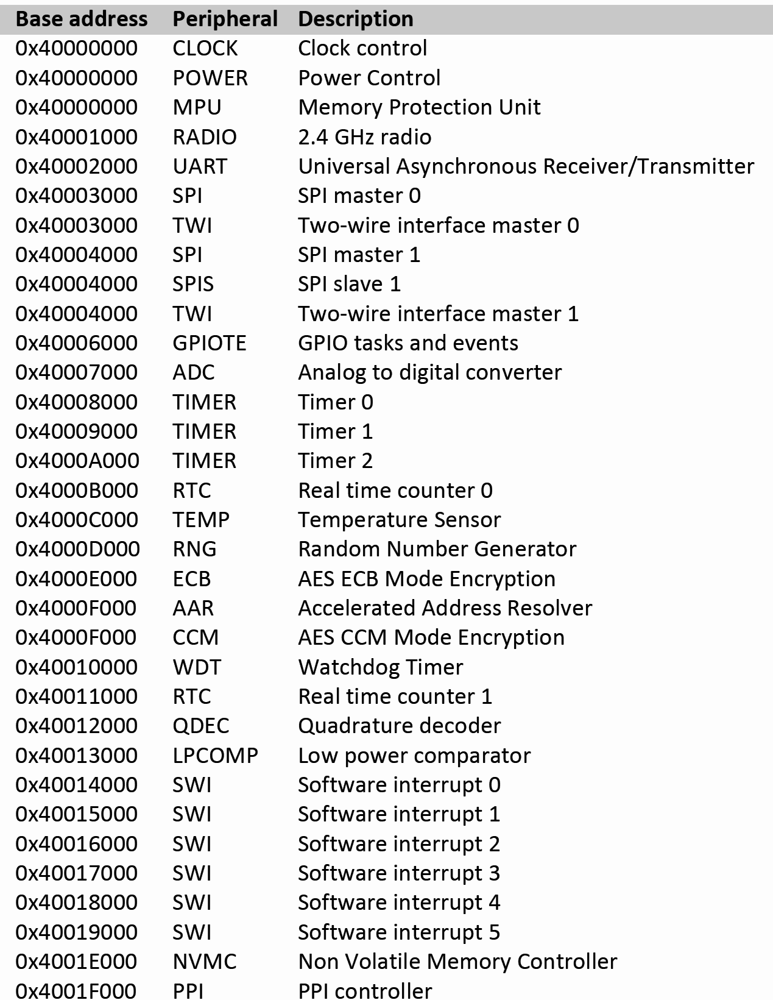 Base address Peripheral Description
0x40000000 CLOCK Clock control
0x40000000 POWER Power Control
0x40000000 MPU Memory Protection Unit
0x40001000 RADIO 2.4 GHz radio
0x40002000 UART Universal Asynchronous Receiver/Transmitter
0x40003000 SPI SPI master 0
0x40003000 TWI Two-wire interface master 0
0x40004000 SPI SPI master 1
0x40004000 SPIS SPI slave 1
0x40004000 TWI Two-wire interface master 1
0x40006000 GPIOTE GPIO tasks and events
0x40007000 ADC Analog to digital converter
0x40008000 TIMER Timer 0
0x40009000 TIMER Timer 1
0x4000A000 TIMER Timer 2
0x4000B000 RTC Real time counter 0
0x4000C000 TEMP Temperature Sensor
0x4000D000 RNG Random Number Generator
0x4000E000 ECB AES ECB Mode Encryption
0x4000F000 AAR Accelerated Address Resolver
0x4000F000 CCM AES CCM Mode Encryption
0x40010000 WDT Watchdog Timer
0x40011000 RTC Real time counter 1
0x40012000 QDEC Quadrature decoder
0x40013000 LPCOMP Low power comparator
0x40014000 SWI Software interrupt 0
0x40015000 SWI Software interrupt 1
0x40016000 SWI Software interrupt 2
0x40017000 SWI Software interrupt 3
0x40018000 SWI Software interrupt 4
0x40019000 SWI Software interrupt 5
0x4001E000 NVMC Non Volatile Memory Controller
0x4001F000 PPI PPI controller